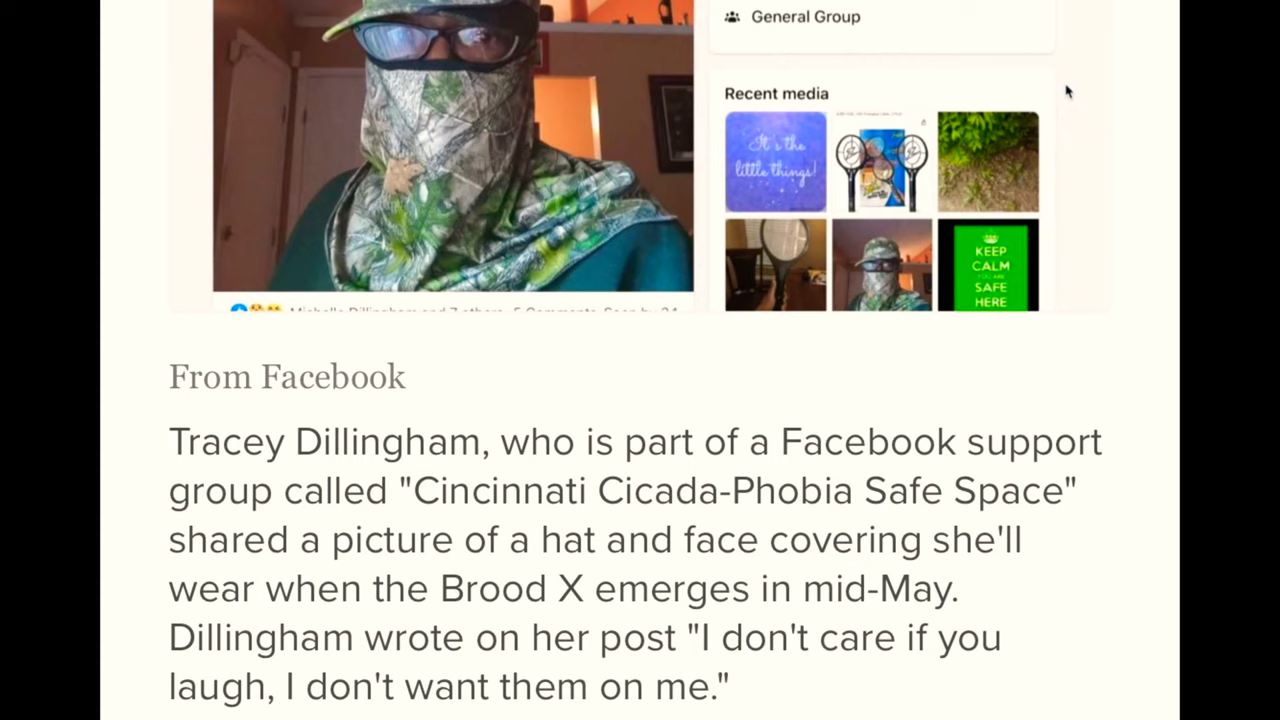 General Group
Recent media
It's the
little things!
KEEP
CALM
YOU ARE
SAFE
HERE
From Facebook
Tracey Dillingham, who is part of a Facebook support
group called "Cincinnati Cicada-Phobia Safe Space"
shared a picture of a hat and face covering she'll
wear when the Brood X emerges in mid-May.
Dillingham wrote on her post "I don't care if you
laugh, I don't want them on me."